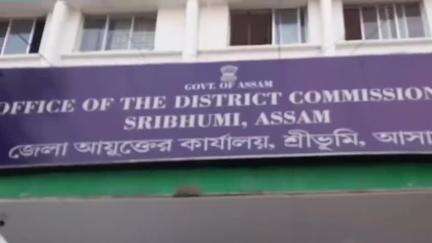 GOVT. OF ASSAM
OFFICE OF THE DISTRICT COMMISSION
SRIBHUMI, ASSAM
জেলা আয়ুক্তের কার্যালয়, শ্রীভূমি, আসা